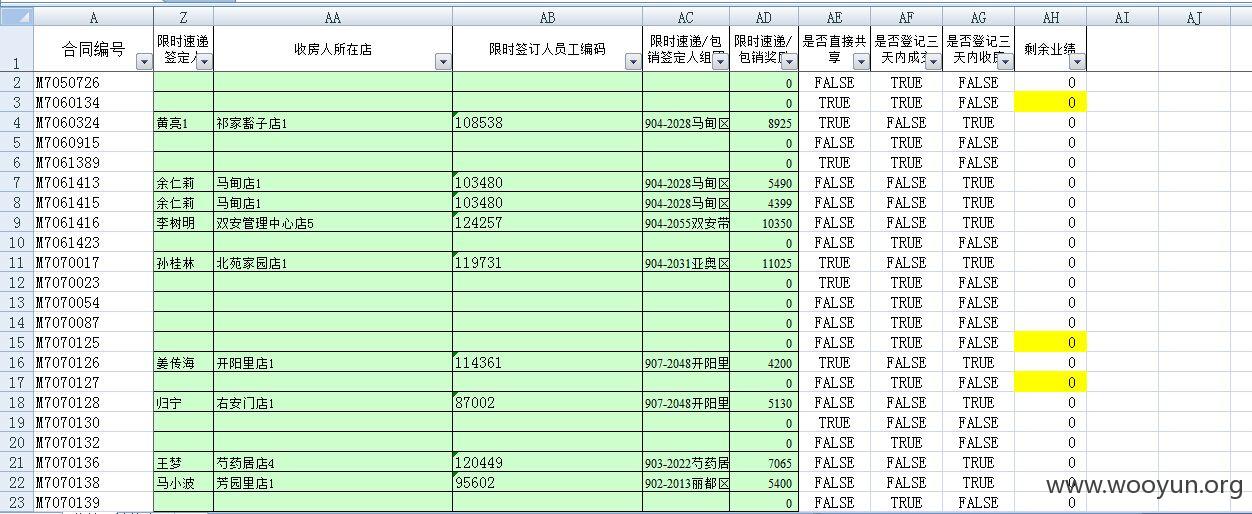 A Z AA AB AC AD AE AF AG AH AI AJ
1 合同编号 限时速递签定人 收房人所在店 限时签订人员工编码 限时速递/包销签定人组 限时速递/包销奖 是否直接共享 是否登记三天内成交 是否登记三天内收 剩余业绩
2 M7050726 0 FALSE TRUE FALSE 0
3 M7060134 0 TRUE TRUE FALSE 0
4 M7060324 黄亮1 祁家豁子店1 108538 904-2028马甸区 8925 TRUE FALSE TRUE 0
5 M7060915 0 FALSE TRUE FALSE 0
6 M7061389 0 TRUE TRUE FALSE 0
7 M7061413 余仁莉 马甸店1 103480 904-2028马甸区 5490 FALSE FALSE TRUE 0
8 M7061415 余仁莉 马甸店1 103480 904-2028马甸区 4399 FALSE FALSE TRUE 0
9 M7061416 李树明 双安管理中心店5 124257 904-2055双安带 10350 FALSE FALSE TRUE 0
10 M7061423 0 FALSE TRUE FALSE 0
11 M7070017 孙桂林 北苑家园店1 119731 904-2031亚奥区 11025 TRUE FALSE TRUE 0
12 M7070023 0 TRUE TRUE FALSE 0
13 M7070054 0 FALSE TRUE FALSE 0
14 M7070087 0 FALSE TRUE FALSE 0
15 M7070125 0 FALSE TRUE FALSE 0
16 M7070126 姜传海 开阳里店1 114361 907-2048开阳里 4200 TRUE FALSE TRUE 0
17 M7070127 0 FALSE TRUE FALSE 0
18 M7070128 归宁 右安门店1 87002 907-2048开阳里 5130 FALSE FALSE TRUE 0
19 M7070130 0 TRUE FALSE FALSE 0
20 M7070132 0 FALSE TRUE FALSE 0
21 M7070136 王梦 芍药居店4 120449 903-2022芍药居 7065 FALSE FALSE TRUE 0
22 M7070138 马小波 芳园里店1 95602 902-2013丽都区 5400 FALSE FALSE TRUE 0
23 M7070139 0 FALSE TRUE FALSE 0
www.wooyun.org